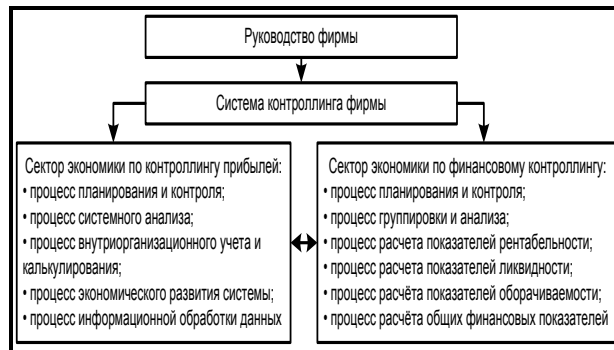 Руководство фирмы
Система контроллинга фирмы
Сектор экономики по контроллингу прибылей:
• процесс планирования и контроля;
• процесс системного анализа;
• процесс внутриорганизационного учета и
калькулирования;
• процесс экономического развития системы;
• процесс информационной обработки данных
Сектор экономики по финансовому контроллингу:
• процесс планирования и контроля;
• процесс группировки и анализа;
• процесс расчета показателей рентабельности;
• процесс расчета показателей ликвидности;
• процесс расчёта показателей оборачиваемости;
• процесс расчёта общих финансовых показателей